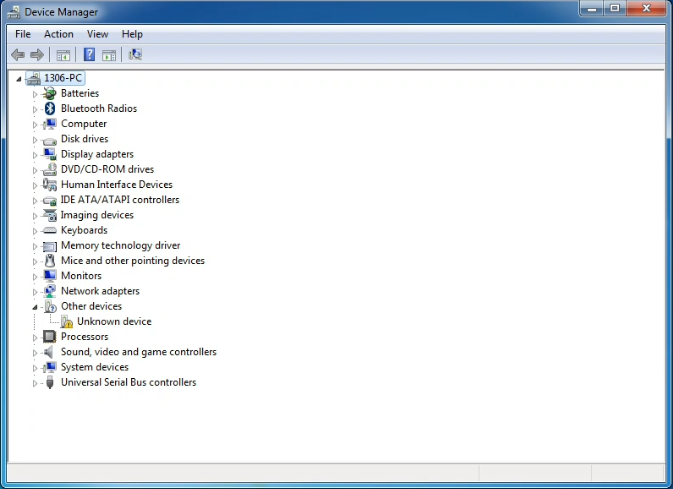 Device Manager
File Action View Help
1306-PC
Batteries
Bluetooth Radios
Computer
Disk drives
Display adapters
DVD/CD-ROM drives
Human Interface Devices
IDE ATA/ATAPI controllers
Imaging devices
Keyboards
Memory technology driver
Mice and other pointing devices
Monitors
Network adapters
Other devices
Unknown device
Processors
Sound, video and game controllers
System devices
Universal Serial Bus controllers